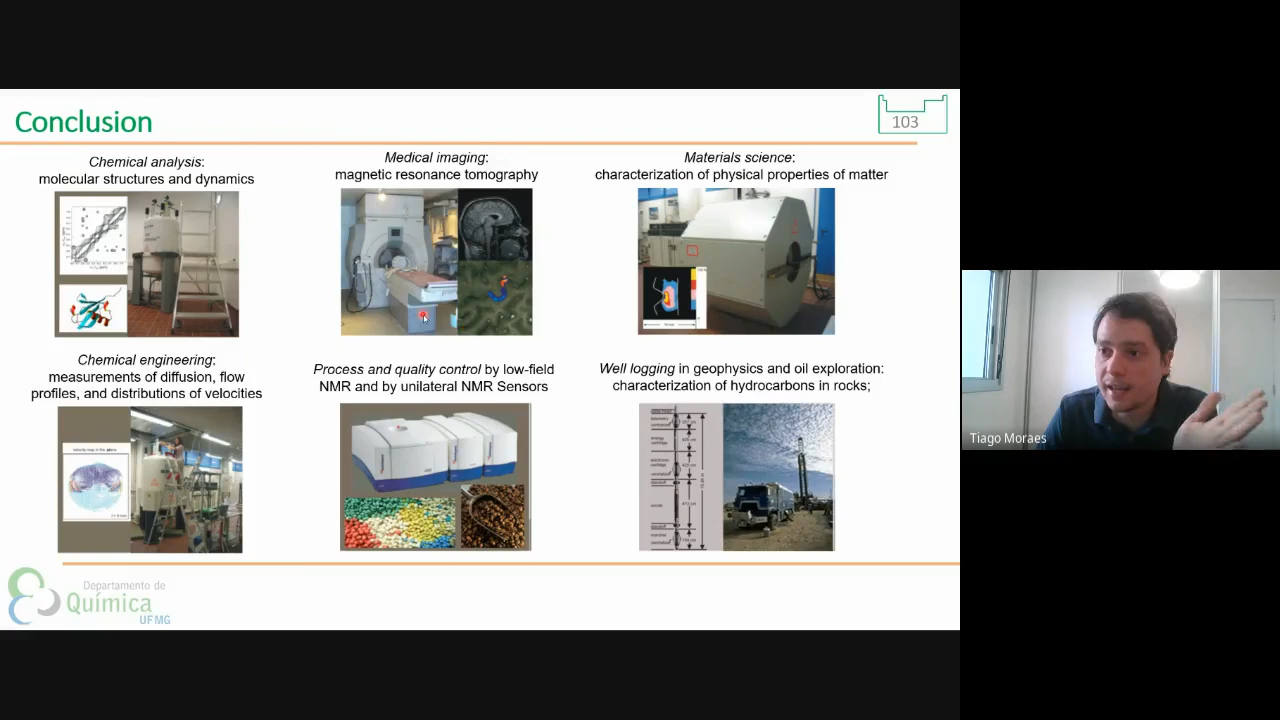 Conclusion
103
Chemical analysis:
molecular structures and dynamics
Medical imaging:
magnetic resonance tomography
Materials science:
characterization of physical properties of matter
Chemical engineering:
measurements of diffusion, flow
profiles, and distributions of velocities
Process and quality control by low-field
NMR and by unilateral NMR Sensors
Well logging in geophysics and oil exploration:
characterization of hydrocarbons in rocks;
Departamento de
Química
UFMG
Tiago Moraes